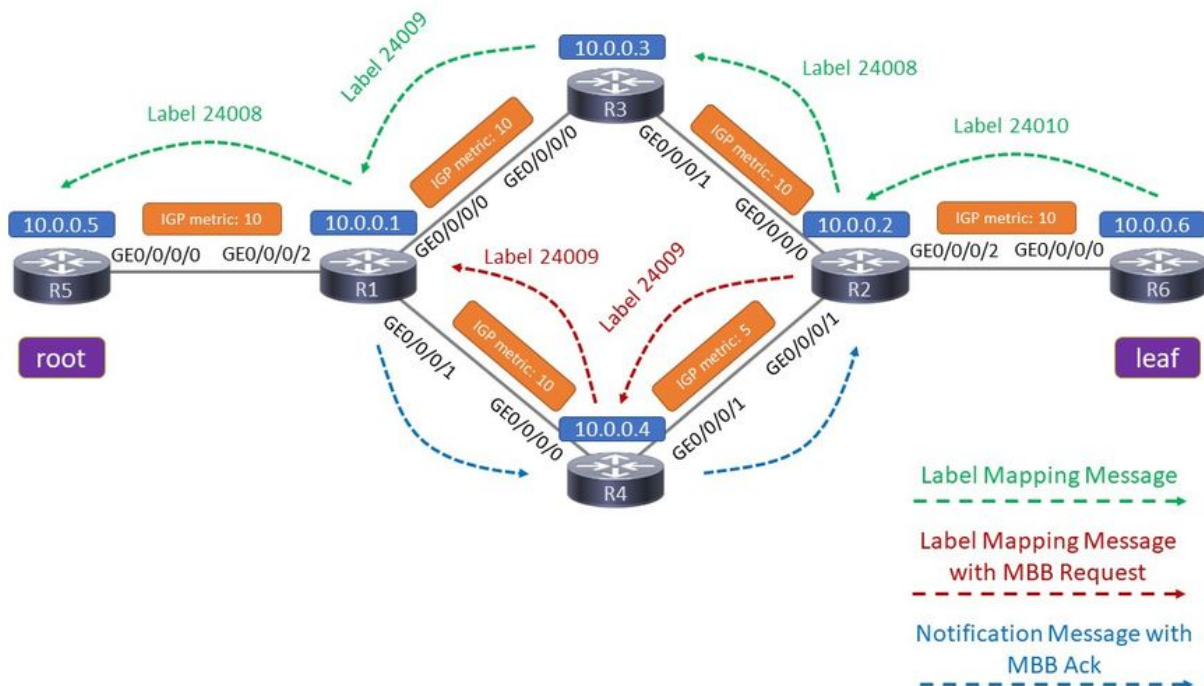 Label 24009
10.0.0.3
Label 24008
R3
Label 24008
Label 24010
IGP metric: 10
GE0/0/0/0
GE0/0/0/1
IGP metric: 10
10.0.0.5
IGP metric: 10
10.0.0.1
GE0/0/0/0
GE0/0/0/0
10.0.0.2
IGP metric: 10
10.0.0.6
GE0/0/0/0
GE0/0/0/2
GE0/0/0/2
GE0/0/0/0
R5
R1
Label 24009
Label 24009
R2
R6
root
GE0/0/0/1
IGP metric: 10
IGP metric: 5
GE0/0/0/1
leaf
GE0/0/0/0
10.0.0.4
GE0/0/0/1
R4
Label Mapping Message
Label Mapping Message
with MBB Request
Notification Message with
MBB Ack